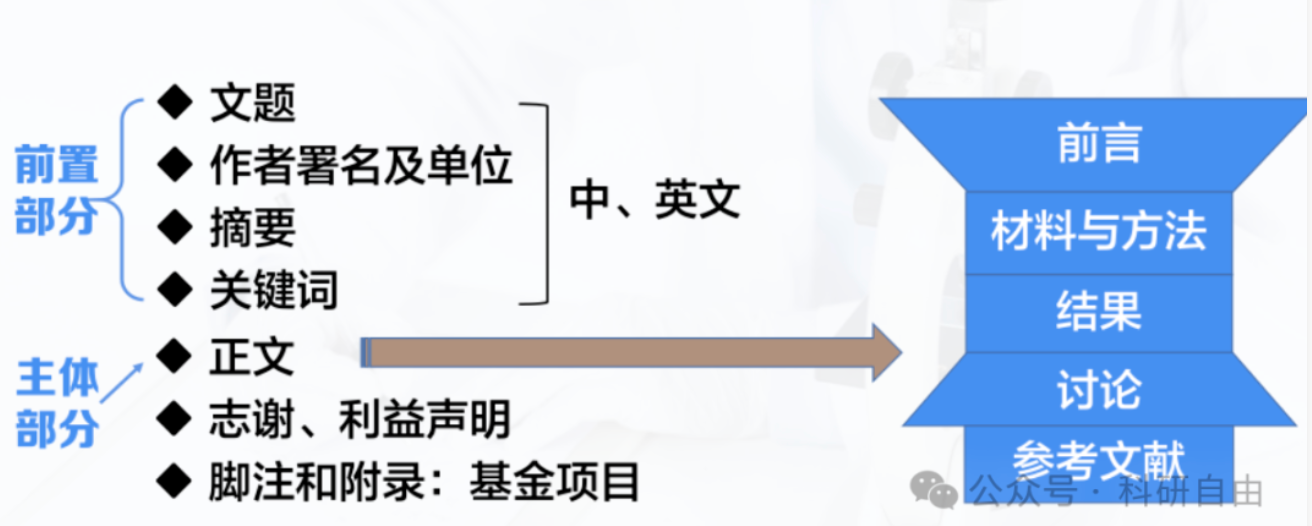 前置
部分
文题
作者署名及单位
摘要
关键词
中、英文
主体
部分
正文
志谢、利益声明
脚注和附录：基金项目
前言
材料与方法
结果
讨论
参考文献
公众号 · 科研自由